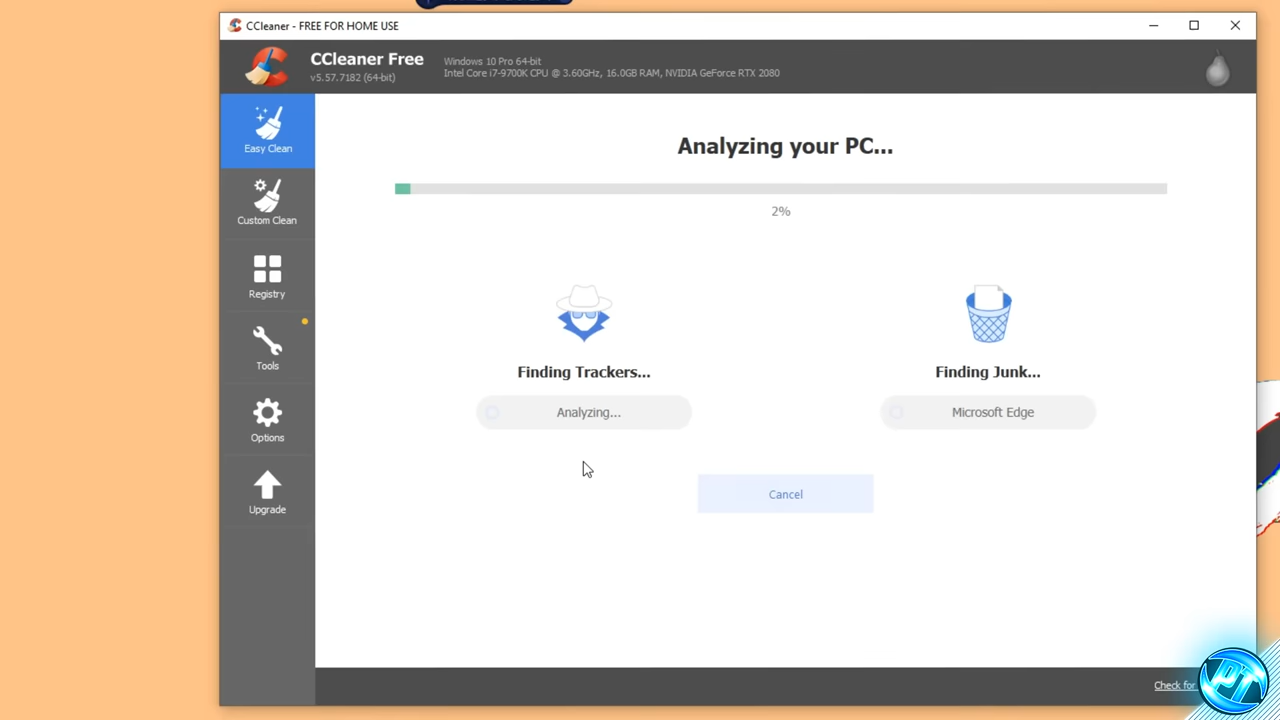 CCleaner - FREE FOR HOME USE
CCleaner Free
v5.57.7182 (64-bit)
Windows 10 Pro 64-bit
Intel Core i7-9700K CPU @ 3.60GHz, 16.0GB RAM, NVIDIA GeForce RTX 2080
Easy Clean
Custom Clean
Registry
Tools
Options
Upgrade
Analyzing your PC...
2%
Finding Trackers...
Finding Junk...
Analyzing...
Microsoft Edge
Cancel
Check for
PT